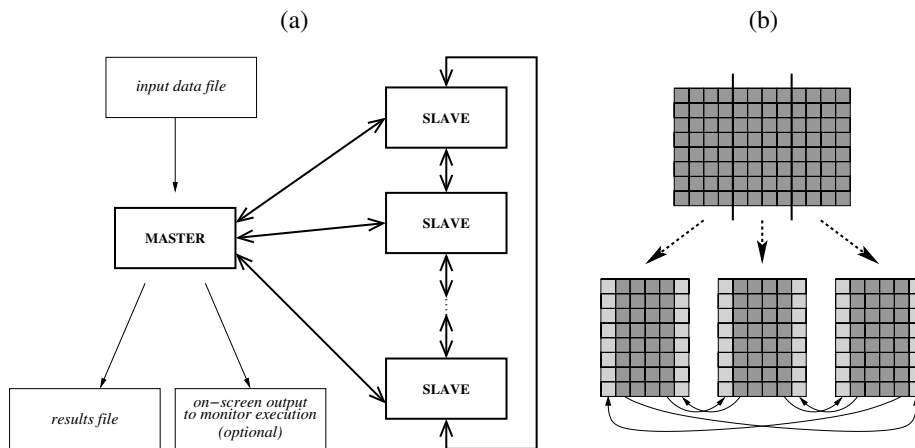 (a)
(b)
input data file
SLAVE
SLAVE
MASTER
SLAVE
results file
on-screen output
to monitor execution
(optional)